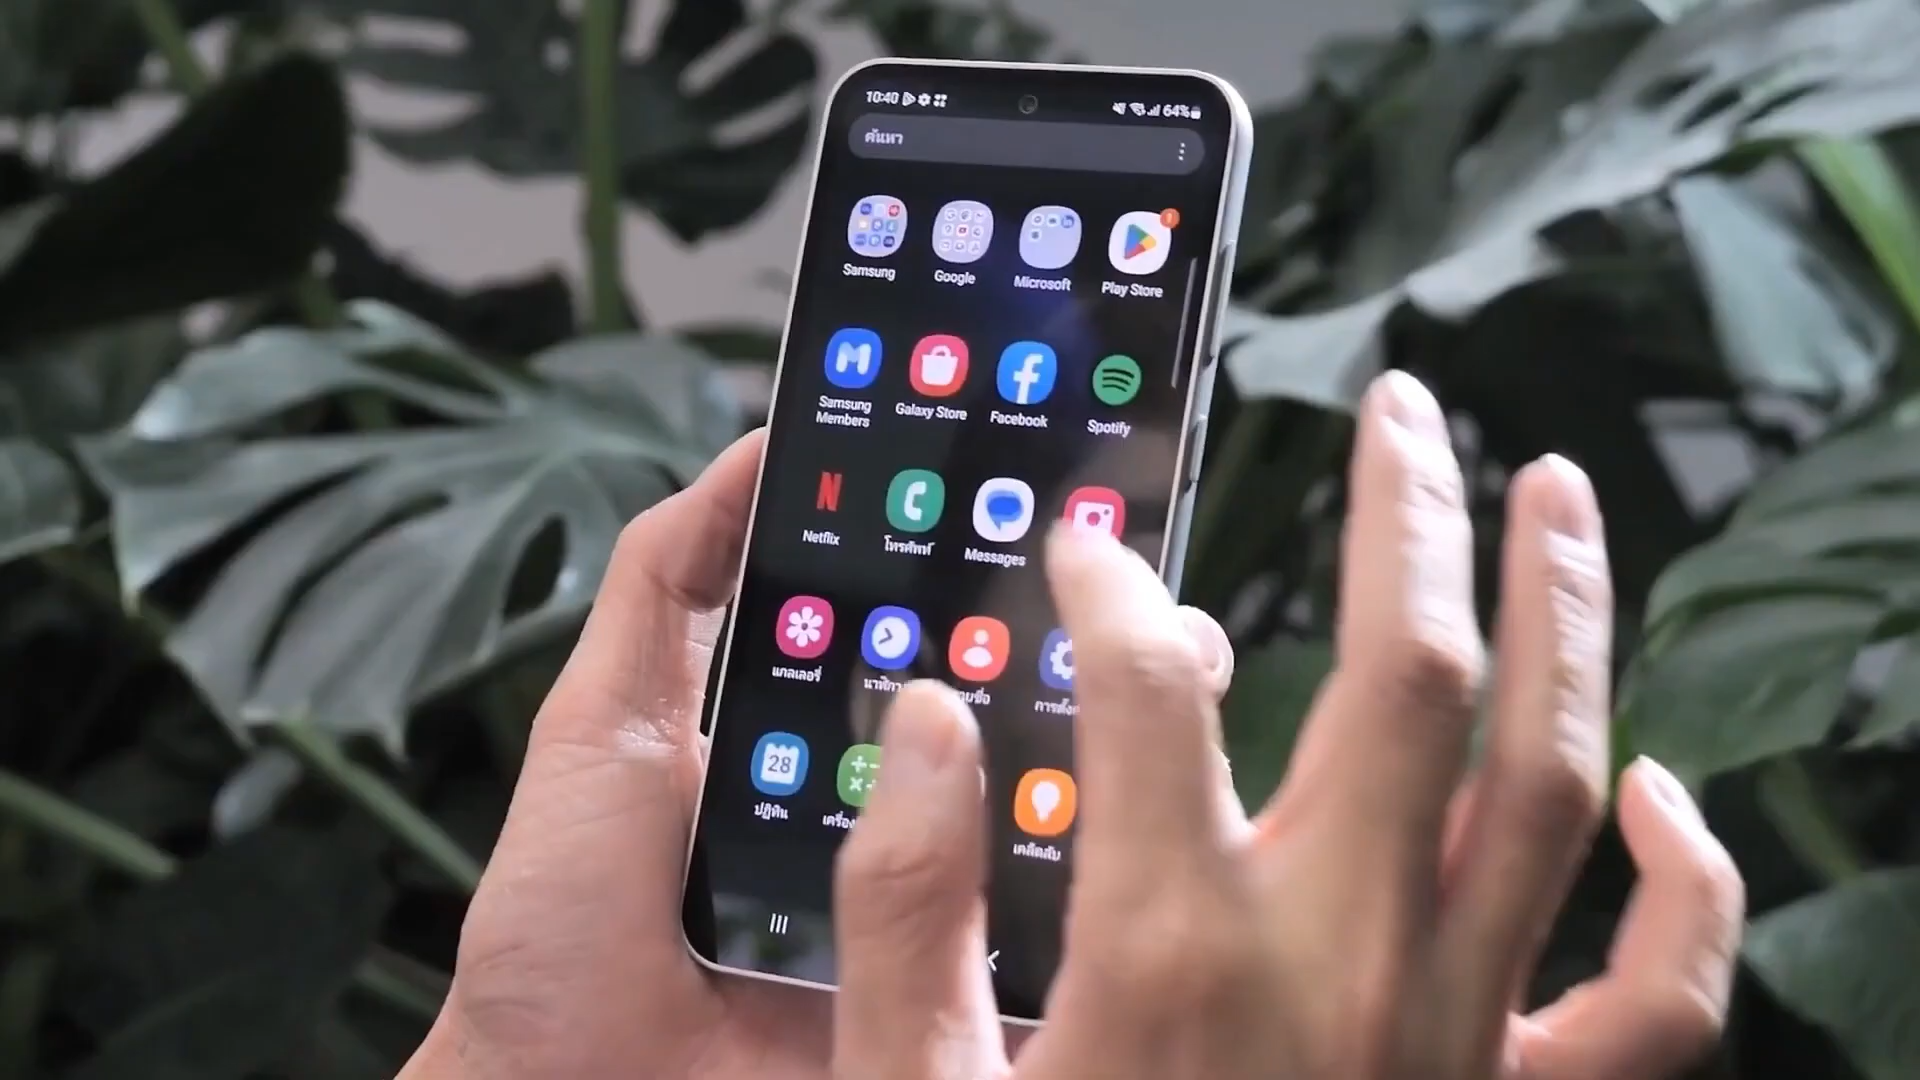 10:40
64%
ค้นหา
Samsung
Google
Microsoft
Play Store
Samsung
Members
Galaxy Store
Facebook
Spotify
N
Netflix
โทรศัพท์
Messages
แกลเลอรี่
28
ปฏิทิน
เคล็ดลับ